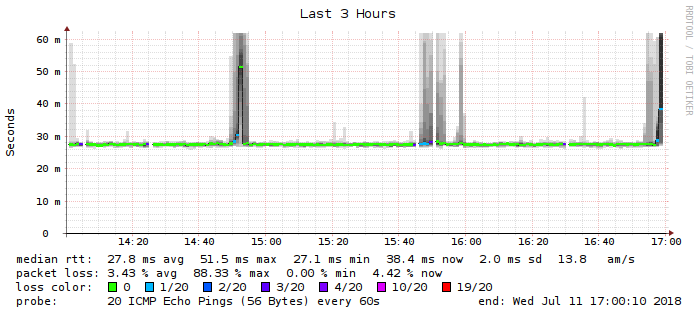 Last 3 Hours
RRDTOOL / TOBI OETIKER
Seconds
60 m
50 m
40 m
30 m
20 m
10 m
0
14:20 14:40 15:00 15:20 15:40 16:00 16:20 16:40 17:00
median rtt: 27.8 ms avg 51.5 ms max 27.1 ms min 38.4 ms now 2.0 ms sd 13.8 am/s
packet loss: 3.43 % avg 88.33 % max 0.00 % min 4.42 % now
loss color: 0 1/20 2/20 3/20 4/20 10/20 19/20
probe: 20 ICMP Echo Pings (56 Bytes) every 60s end: Wed Jul 11 17:00:10 2018